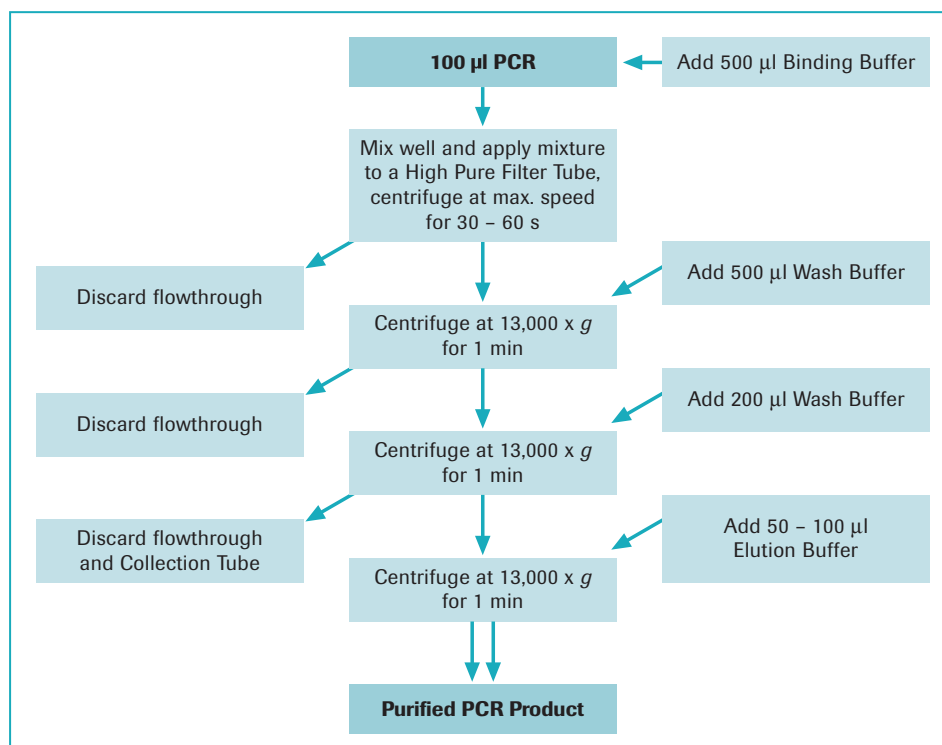 100 µl PCR
Add 500 µl Binding Buffer
Mix well and apply mixture
to a High Pure Filter Tube,
centrifuge at max. speed
for 30 – 60 s
Discard flowthrough
Add 500 µl Wash Buffer
Centrifuge at 13,000 x g
for 1 min
Discard flowthrough
Add 200 µl Wash Buffer
Centrifuge at 13,000 x g
for 1 min
Discard flowthrough
and Collection Tube
Add 50 – 100 µl
Elution Buffer
Centrifuge at 13,000 x g
for 1 min
Purified PCR Product